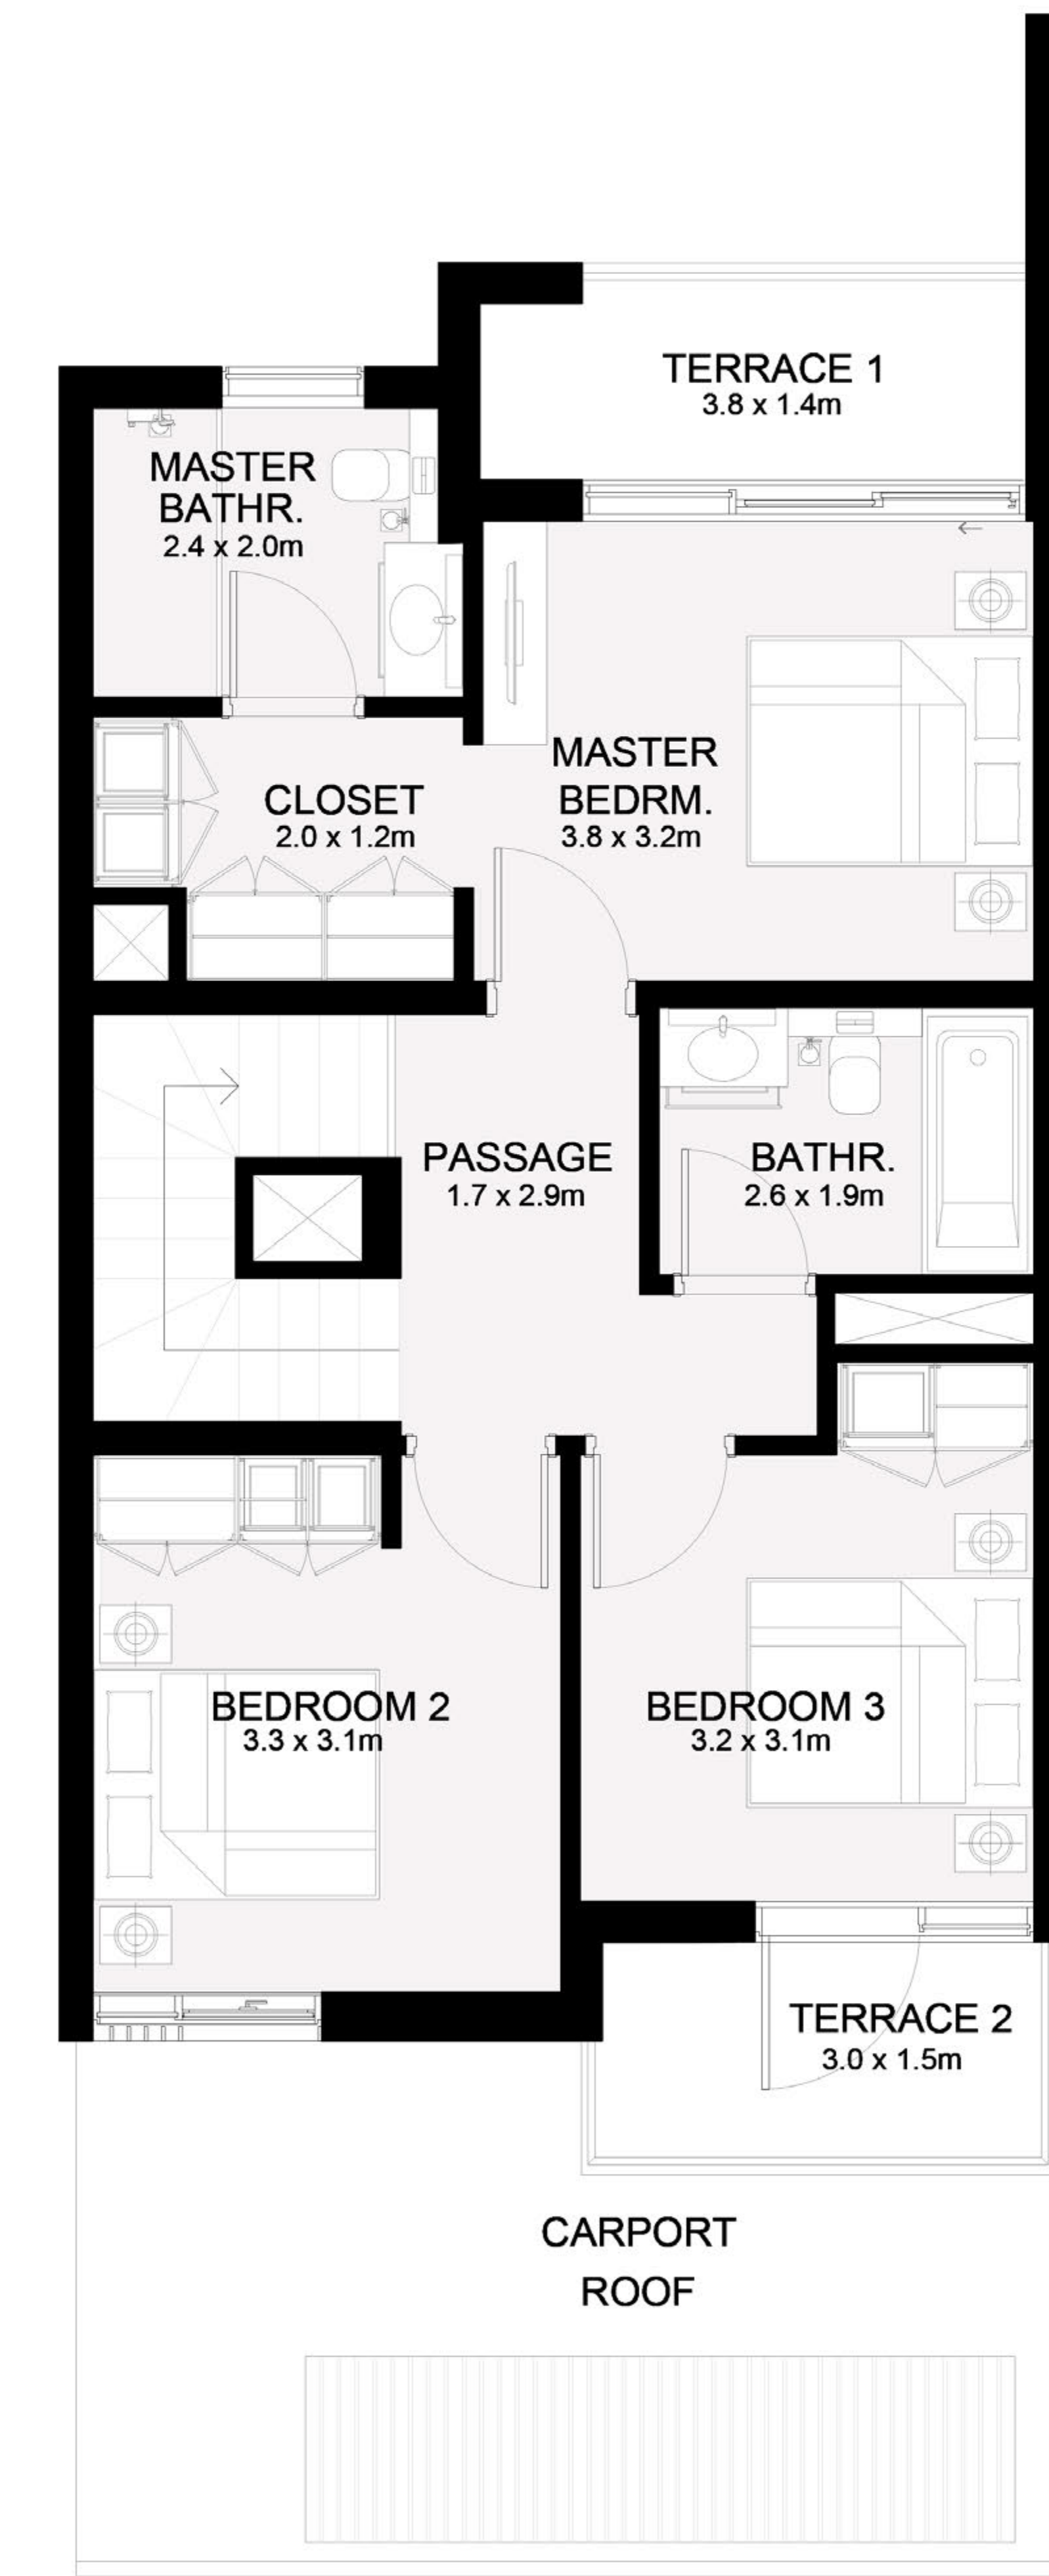 TERRACE 1
3.8 x 1.4m
MASTER
BATHR.
2.4 x 2.0m
MASTER
BEDRM.
3.8 x 3.2m
CLOSET
2.0 x 1.2m
PASSAGE
1.7 x 2.9m
BATHR.
2.6 x 1.9m
BEDROOM 2
3.3 x 3.1m
BEDROOM 3
3.2 x 3.1m
TERRACE 2
3.0 x 1.5m
CARPORT
ROOF